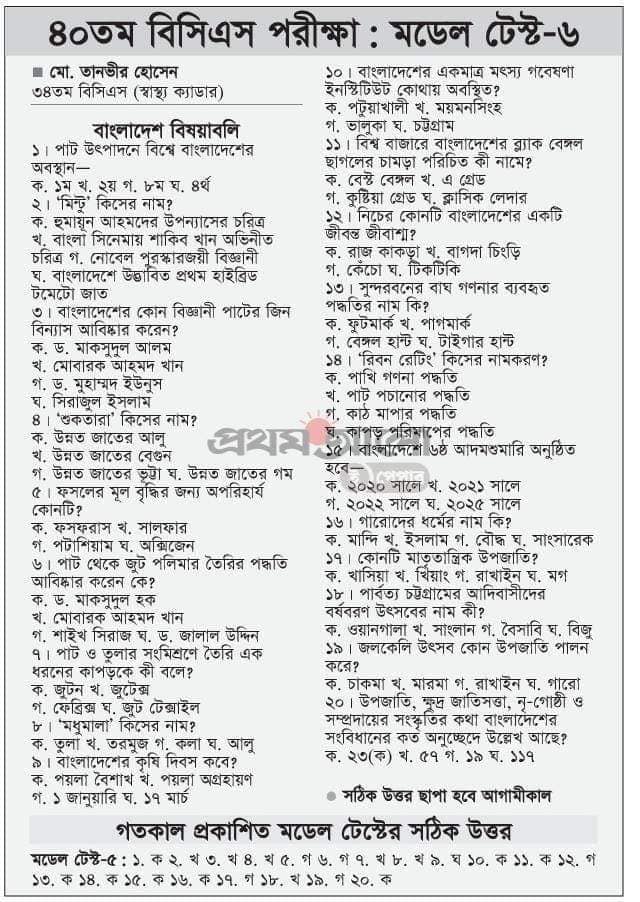 ৪০তম বিসিএস পরীক্ষা : মডেল টেস্ট-৬
■ মো. তানভীর হোসেন
৩৪তম বিসিএস (স্বাস্থ্য ক্যাডার)
বাংলাদেশ বিষয়াবলি
১। পাট উৎপাদনে বিশ্বে বাংলাদেশের
অবস্থান—
ক. ১ম খ. ২য় গ. ৮ম ঘ. ৪র্থ
২। ‘মিন্টু’ কিসের নাম?
ক. হুমায়ূন আহমদের উপন্যাসের চরিত্র
খ. বাংলা সিনেমায় শাকিব খান অভিনীত
চরিত্র গ. নোবেল পুরস্কারজয়ী বিজ্ঞানী
ঘ. বাংলাদেশে উদ্ভাবিত প্রথম হাইব্রিড
টমেটো জাত
৩। বাংলাদেশের কোন বিজ্ঞানী পাটের জিন
বিন্যাস আবিষ্কার করেন?
ক. ড. মাকসুদুল আলম
খ. মোবারক আহমদ খান
গ. ড. মুহাম্মদ ইউনুস
ঘ. সিরাজুল ইসলাম
৪। ‘শুকতারা’ কিসের নাম?
ক. উন্নত জাতের আলু
খ. উন্নত জাতের বেগুন
গ. উন্নত জাতের ভুট্টা ঘ. উন্নত জাতের গম
৫। ফসলের মূল বৃদ্ধির জন্য অপরিহার্য
কোনটি?
ক. ফসফরাস খ. সালফার
গ. পটাশিয়াম ঘ. অক্সিজেন
৬। পাট থেকে জুট পলিমার তৈরির পদ্ধতি
আবিষ্কার করেন কে?
ক. ড. মাকসুদুল হক
খ. মোবারক আহমদ খান
গ. শাইখ সিরাজ ঘ. ড. জালাল উদ্দিন
৭। পাট ও তুলার সংমিশ্রণে তৈরি এক
ধরনের কাপড়কে কী বলে?
ক. জুটন খ. জুটেক্স
গ. ফেব্রিক্স ঘ. জুট টেক্সাইল
৮। ‘মধুমালা’ কিসের নাম?
ক. তুলা খ. তরমুজ গ. কলা ঘ. আলু
৯। বাংলাদেশের কৃষি দিবস কবে?
ক. পয়লা বৈশাখ খ. পয়লা অগ্রহায়ণ
গ. ১ জানুয়ারি ঘ. ১৭ মার্চ
১০। বাংলাদেশের একমাত্র মৎস্য গবেষণা
ইনস্টিটিউট কোথায় অবস্থিত?
ক. পটুয়াখালী খ. ময়মনসিংহ
গ. ভালুকা ঘ. চট্টগ্রাম
১১। বিশ্ব বাজারে বাংলাদেশের ব্ল্যাক বেঙ্গল
ছাগলের চামড়া পরিচিত কী নামে?
ক. বেস্ট বেঙ্গল খ. এ গ্রেড
গ. কুষ্টিয়া গ্রেড ঘ. ক্লাসিক লেদার
১২। নিচের কোনটি বাংলাদেশের একটি
জীবন্ত জীবাশ্ম?
ক. রাজ কাকড়া খ. বাগদা চিংড়ি
গ. কেঁচো ঘ. টিকটিকি
১৩। সুন্দরবনের বাঘ গণনার ব্যবহৃত
পদ্ধতির নাম কি?
ক. ফুটমার্ক খ. পাগমার্ক
গ. বেঙ্গল হান্ট ঘ. টাইগার হান্ট
১৪। ‘রিবন রেটিং’ কিসের নামকরণ?
ক. পাখি গণনা পদ্ধতি
খ. পাট পচানোর পদ্ধতি
গ. কাঠ মাপার পদ্ধতি
ঘ. কাপড় পরিমাপের পদ্ধতি
প্রথম আলো
ই পেপার
১৫। বাংলাদেশে ৬ষ্ঠ আদমশুমারি অনুষ্ঠিত
হবে—
ক. ২০২০ সালে খ. ২০২১ সালে
গ. ২০২২ সালে ঘ. ২০২৫ সালে
১৬। গারোদের ধর্মের নাম কি?
ক. মান্দি খ. ইসলাম গ. বৌদ্ধ ঘ. সাংসারেক
১৭। কোনটি মাতৃতান্ত্রিক উপজাতি?
ক. খাসিয়া খ. খিয়াং গ. রাখাইন ঘ. মগ
১৮। পার্বত্য চট্টগ্রামের আদিবাসীদের
বর্ষবরণ উৎসবের নাম কী?
ক. ওয়ানগালা খ. সাংলান গ. বৈসাবি ঘ. বিজু
১৯। জলকেলি উৎসব কোন উপজাতি পালন
করে?
ক. চাকমা খ. মারমা গ. রাখাইন ঘ. গারো
২০। উপজাতি, ক্ষুদ্র জাতিসত্তা, নৃ-গোষ্ঠী ও
সম্প্রদায়ের সংস্কৃতির কথা বাংলাদেশের
সংবিধানের কত অনুচ্ছেদে উল্লেখ আছে?
ক. ২৩(ক) খ. ৫৭ গ. ১৯ ঘ. ১১৭
● সঠিক উত্তর ছাপা হবে আগামীকাল
গতকাল প্রকাশিত মডেল টেস্টের সঠিক উত্তর
মডেল টেস্ট-৫ : ১. ক ২. খ ৩. খ ৪. খ ৫. গ ৬. গ ৭. খ ৮. খ ৯. ঘ ১০. ক ১১. ক ১২. গ
১৩. ক ১৪. ক ১৫. ক ১৬. ক ১৭. গ ১৮. খ ১৯. গ ২০. ক